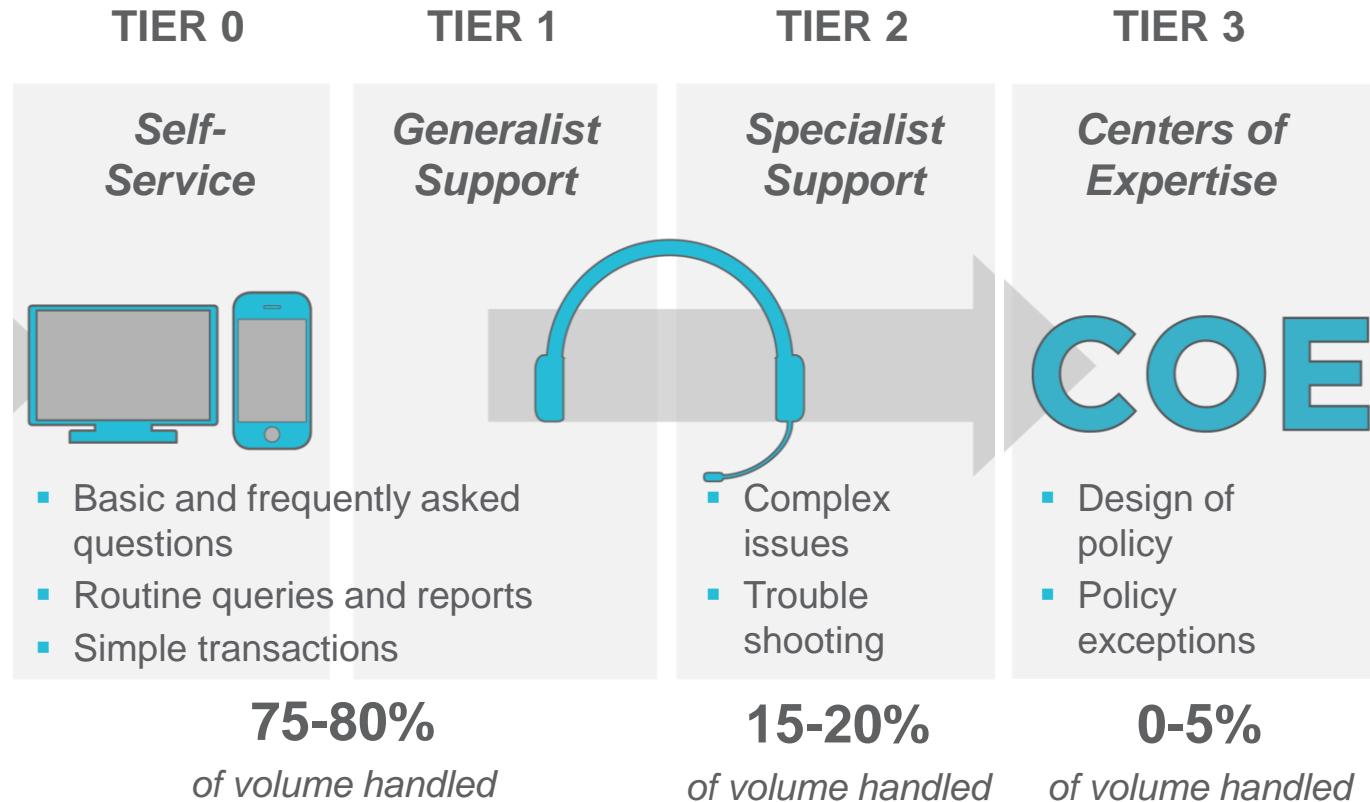 TIER 0
TIER 1
TIER 2
TIER 3
Self-
Service
Generalist
Support
Specialist
Support
Centers of
Expertise
COE
▪ Basic and frequently asked
questions
▪ Routine queries and reports
▪ Simple transactions
▪ Complex
issues
▪ Trouble
shooting
▪ Design of
policy
▪ Policy
exceptions
75-80%
of volume handled
15-20%
of volume handled
0-5%
of volume handled